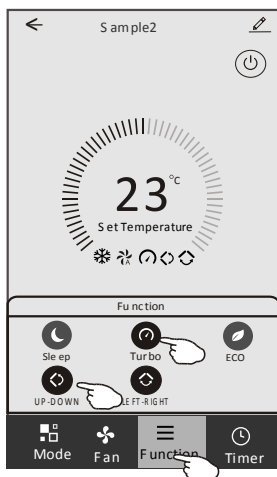 Sample2
23°C
Set Temperature
A
Function
Sleep
Turbo
ECO
UP-DOWN
LEFT-RIGHT
Mode
Fan
Function
Timer